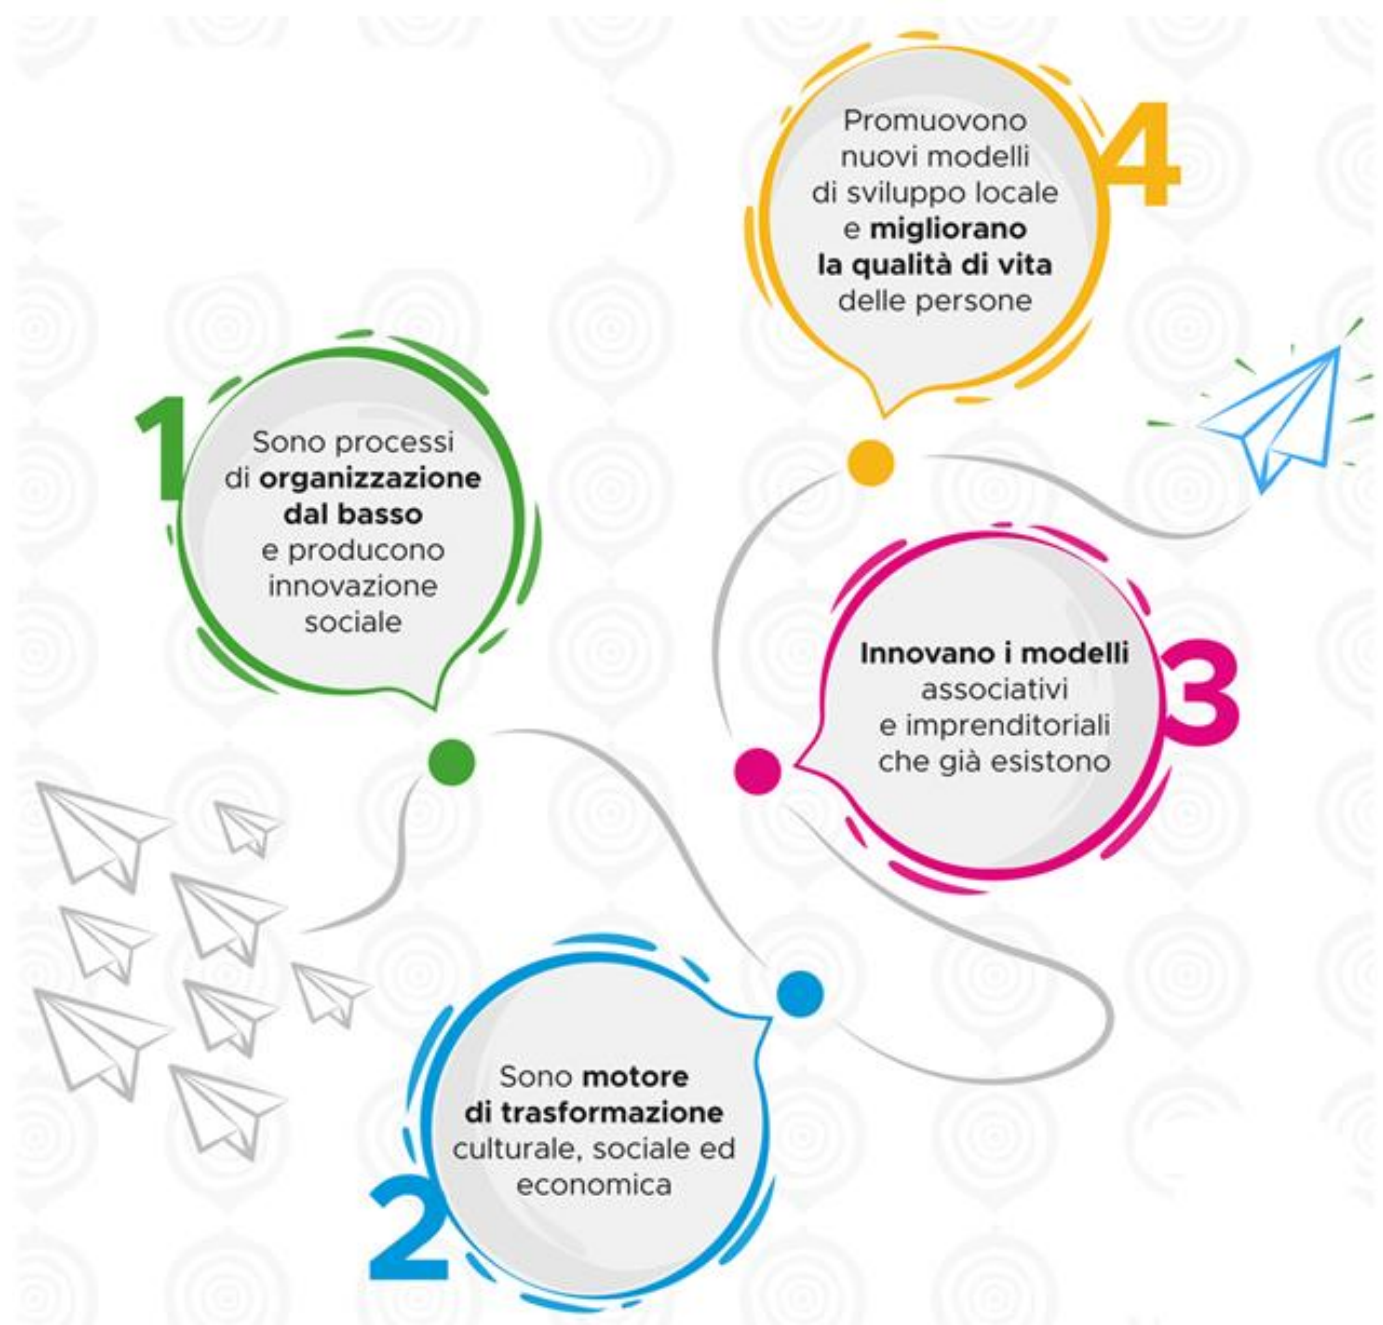 1
Sono processi
di organizzazione
dal basso
e producono
innovazione
sociale
2
Sono motore
di trasformazione
culturale, sociale ed
economica
3
Innovano i modelli
associativi
e imprenditoriali
che già esistono
4
Promuovono
nuovi modelli
di sviluppo locale
e migliorano
la qualità di vita
delle persone